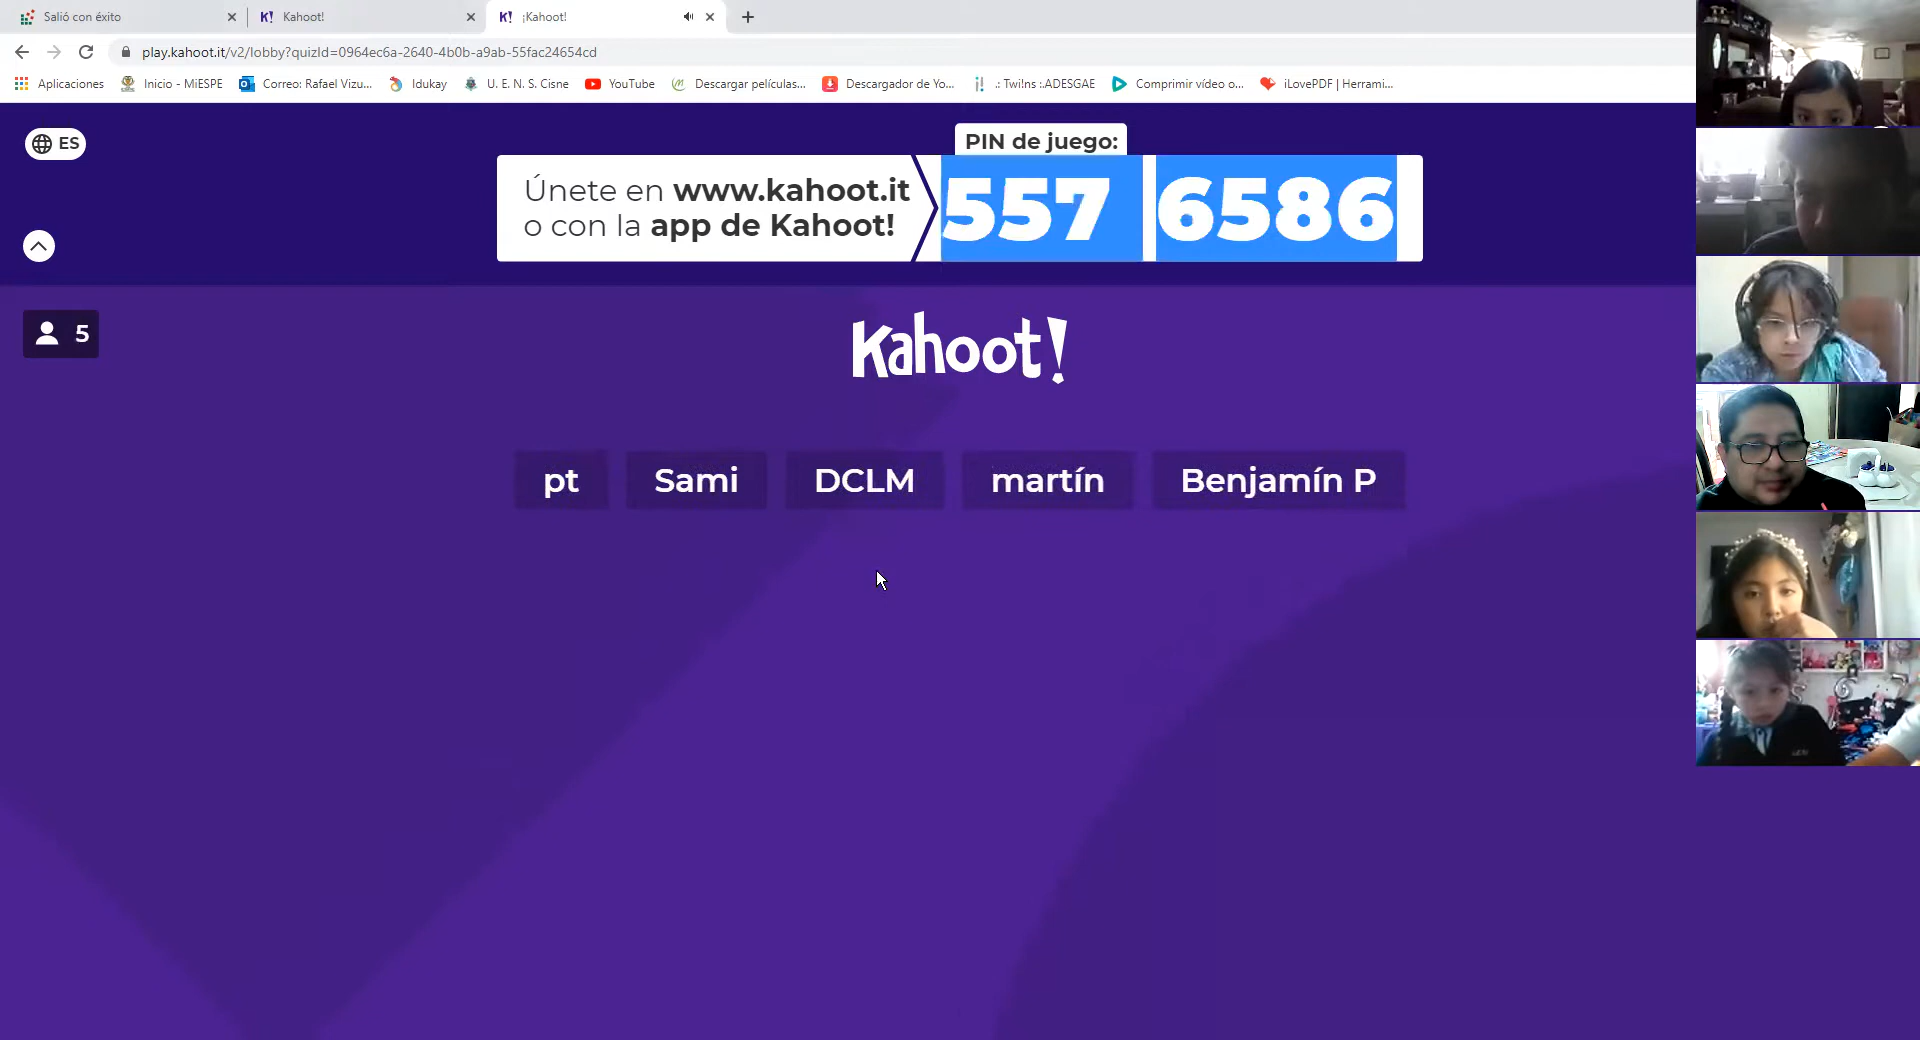 Salió con éxito
Kahoot!
¡Kahoot!
play.kahoot.it/v2/lobby?quizId=0964ec6a-2640-4b0b-a9ab-55fac24654cd
Aplicaciones
Inicio - MiESPE
Correo: Rafael Vizu...
Idukay
U. E. N. S. Cisne
YouTube
Descargar películas...
Descargador de Yo...
.: Twi!ns :.ADESGAE
Comprimir vídeo o...
iLovePDF | Herrami...
ES
PIN de juego:
Únete en www.kahoot.it
o con la app de Kahoot!
557 6586
5
Kahoot!
pt
Sami
DCLM
martín
Benjamín P